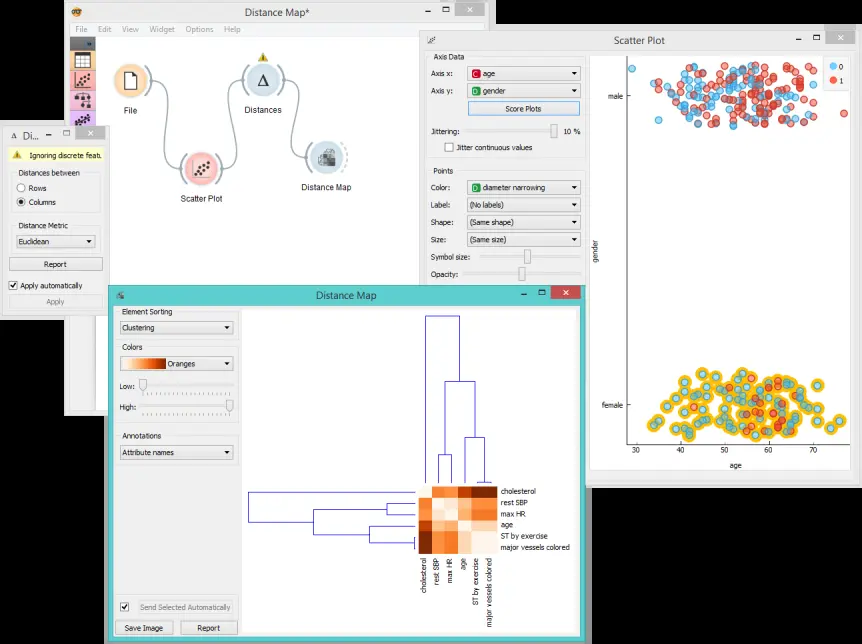 Distance Map*
File Edit View Widget Options Help
File
Distances
Scatter Plot
Distance Map
Δ Di...
Ignoring discrete feat.
Distances between
Rows
Columns
Distance Metric
Euclidean
Report
Apply automatically
Apply
Scatter Plot
Axis Data
Axis x: C age
Axis y: D gender
Score Plots
Jittering: 10 %
Jitter continuous values
Points
Color: D diameter narrowing
Label: (No labels)
Shape: (Same shape)
Size: (Same size)
Symbol size:
Opacity:
0
1
male
gender
female
30 40 50 60 70
age
Distance Map
Element Sorting
Clustering
Colors
Oranges
Low:
High:
Annotations
Attribute names
Send Selected Automatically
Save Image Report
cholesterol
rest SBP
max HR
age
ST by exercise
major vessels colored
cholesterol
rest SBP
max HR
age
ST by exercise
major vessels colored